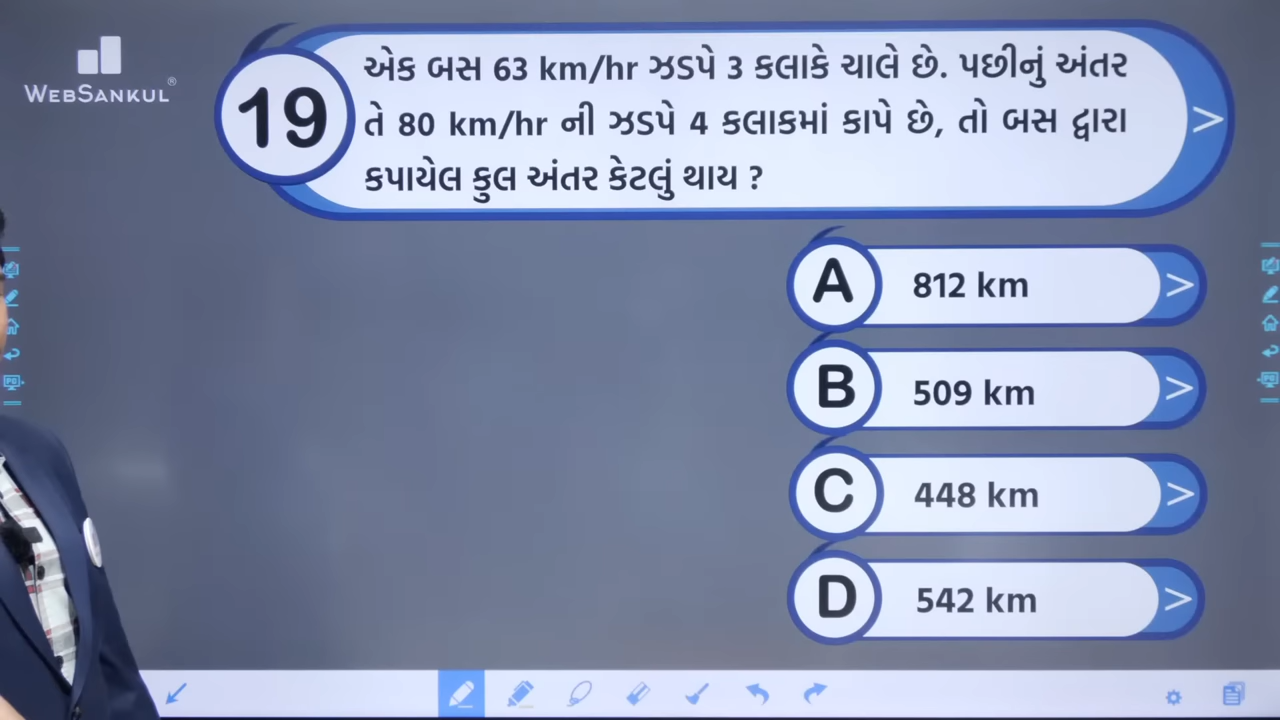 WEBSANKUL®
19
એક બસ 63 km/hr ઝડપે 3 કલાકે ચાલે છે. પછીનું અંતર
તે 80 km/hr ની ઝડપે 4 કલાકમાં કાપે છે, તો બસ દ્વારા
કપાયેલ કુલ અંતર કેટલું થાય ?
>
A 812 km >
B 509 km >
C 448 km >
D 542 km >